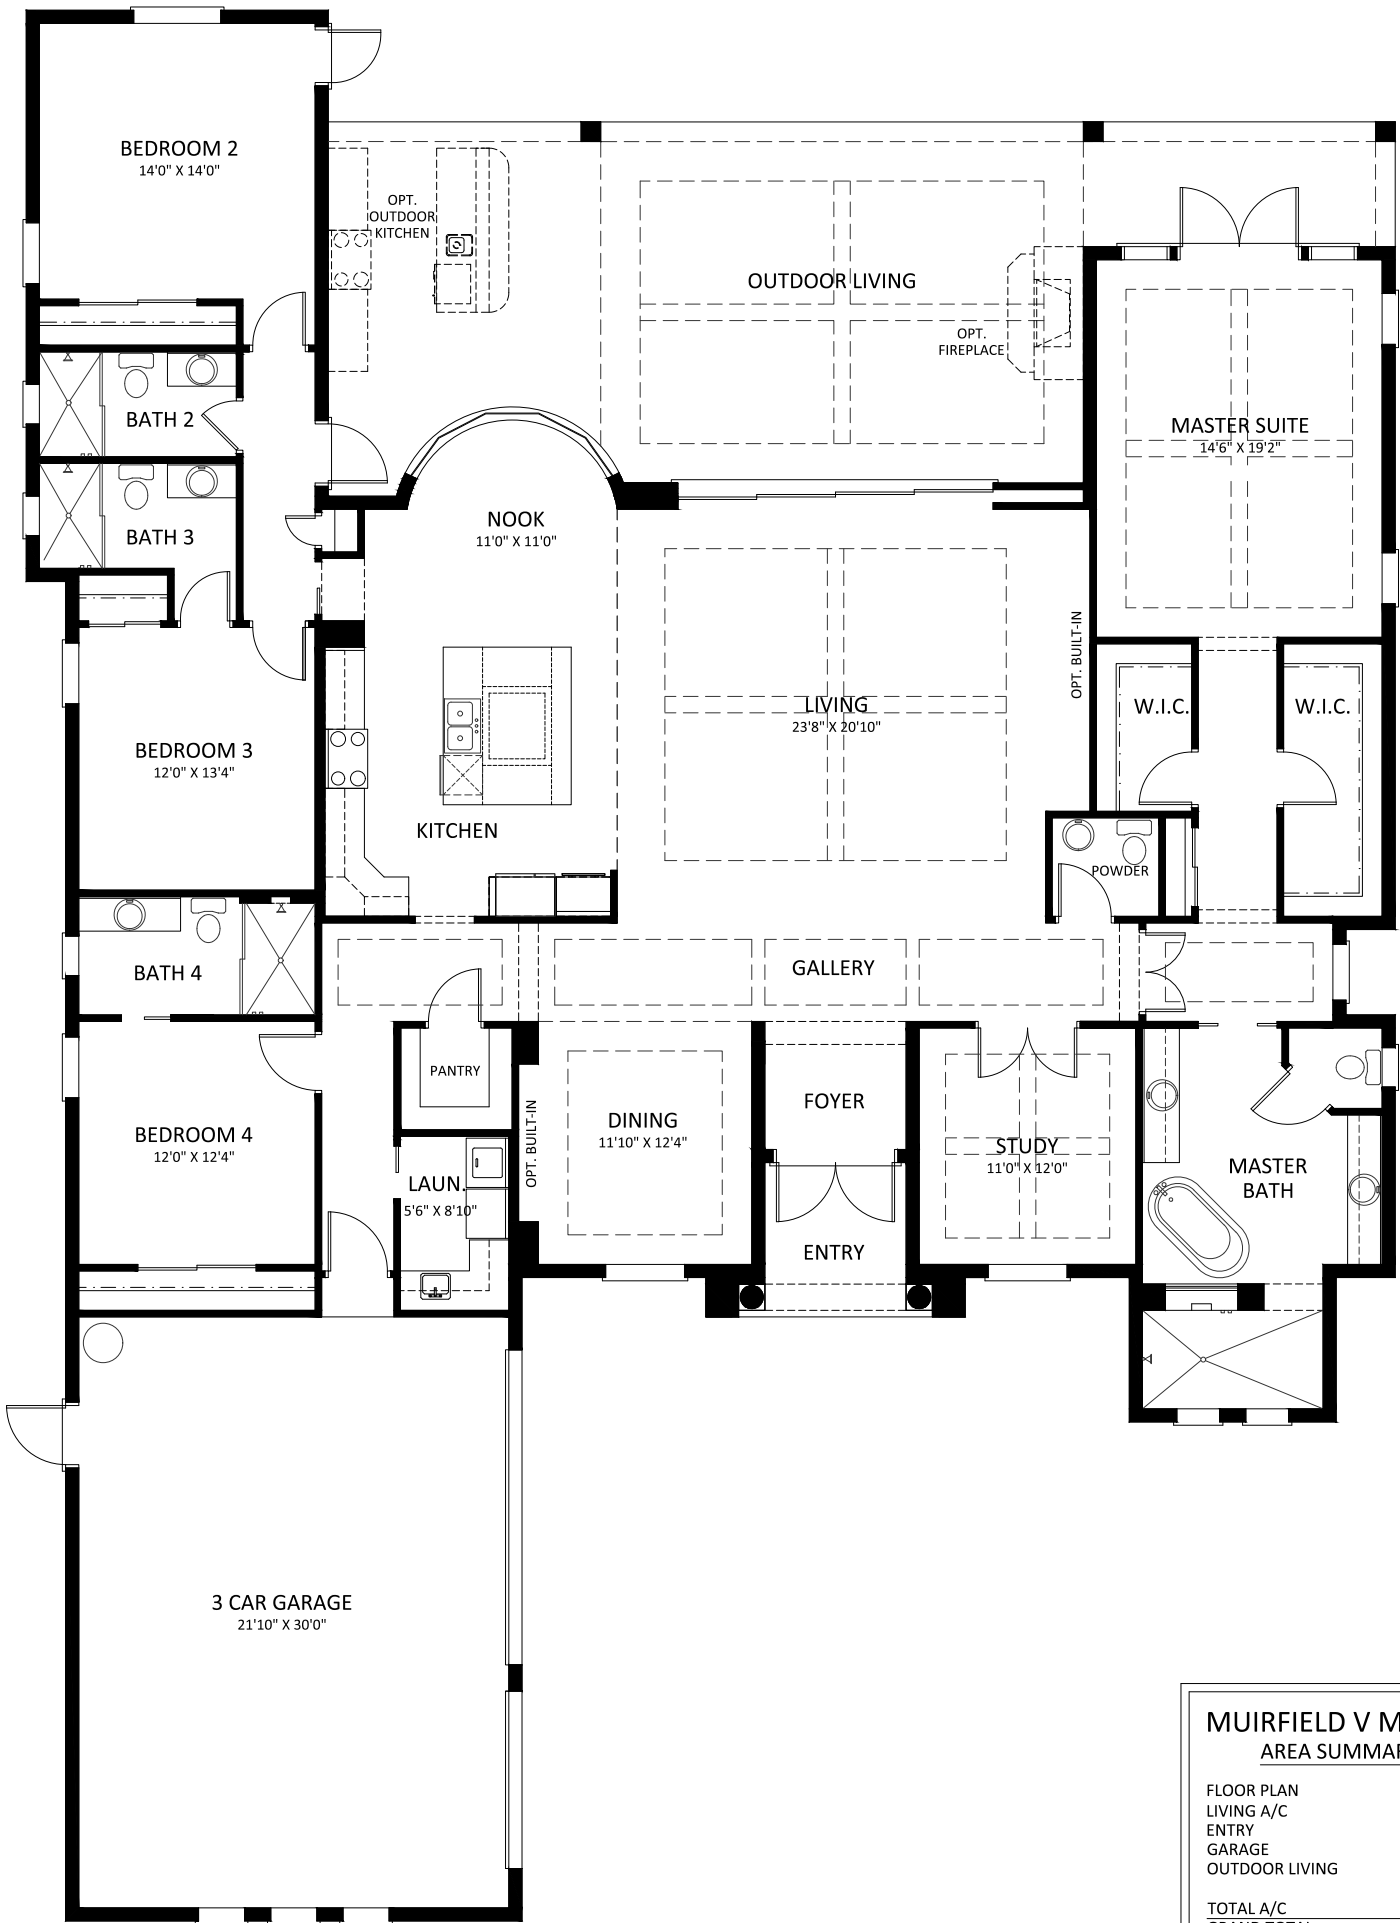 BEDROOM 2
14'0" X 14'0"
OPT.
OUTDOOR
KITCHEN
OUTDOOR LIVING
OPT.
FIREPLACE
MASTER SUITE
14'6" X 19'2"
BATH 2
BATH 3
NOOK
11'0" X 11'0"
OPT. BUILT-IN
LIVING
23'8" X 20'10"
W.I.C.
W.I.C.
BEDROOM 3
12'0" X 13'4"
KITCHEN
POWDER
BATH 4
GALLERY
PANTRY
BEDROOM 4
12'0" X 12'4"
LAUN.
5'6" X 8'10"
OPT. BUILT-IN
DINING
11'10" X 12'4"
FOYER
STUDY
11'0" X 12'0"
MASTER
BATH
ENTRY
3 CAR GARAGE
21'10" X 30'0"
MUIRFIELD V M
AREA SUMMAR
FLOOR PLAN
LIVING A/C
ENTRY
GARAGE
OUTDOOR LIVING
TOTAL A/C